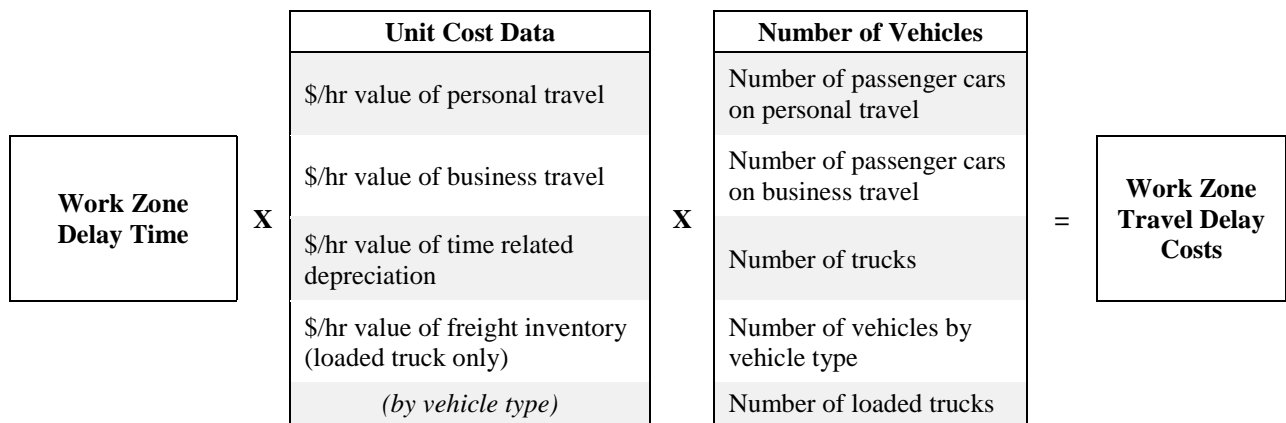 Unit Cost Data
$/hr value of personal travel
$/hr value of business travel
$/hr value of time related
depreciation
$/hr value of freight inventory
(loaded truck only)
(by vehicle type)
Number of Vehicles
Number of passenger cars
on personal travel
Number of passenger cars
on business travel
Number of trucks
Number of vehicles by
vehicle type
Number of loaded trucks
Work Zone
Delay Time
X
X
=
Work Zone
Travel Delay
Costs